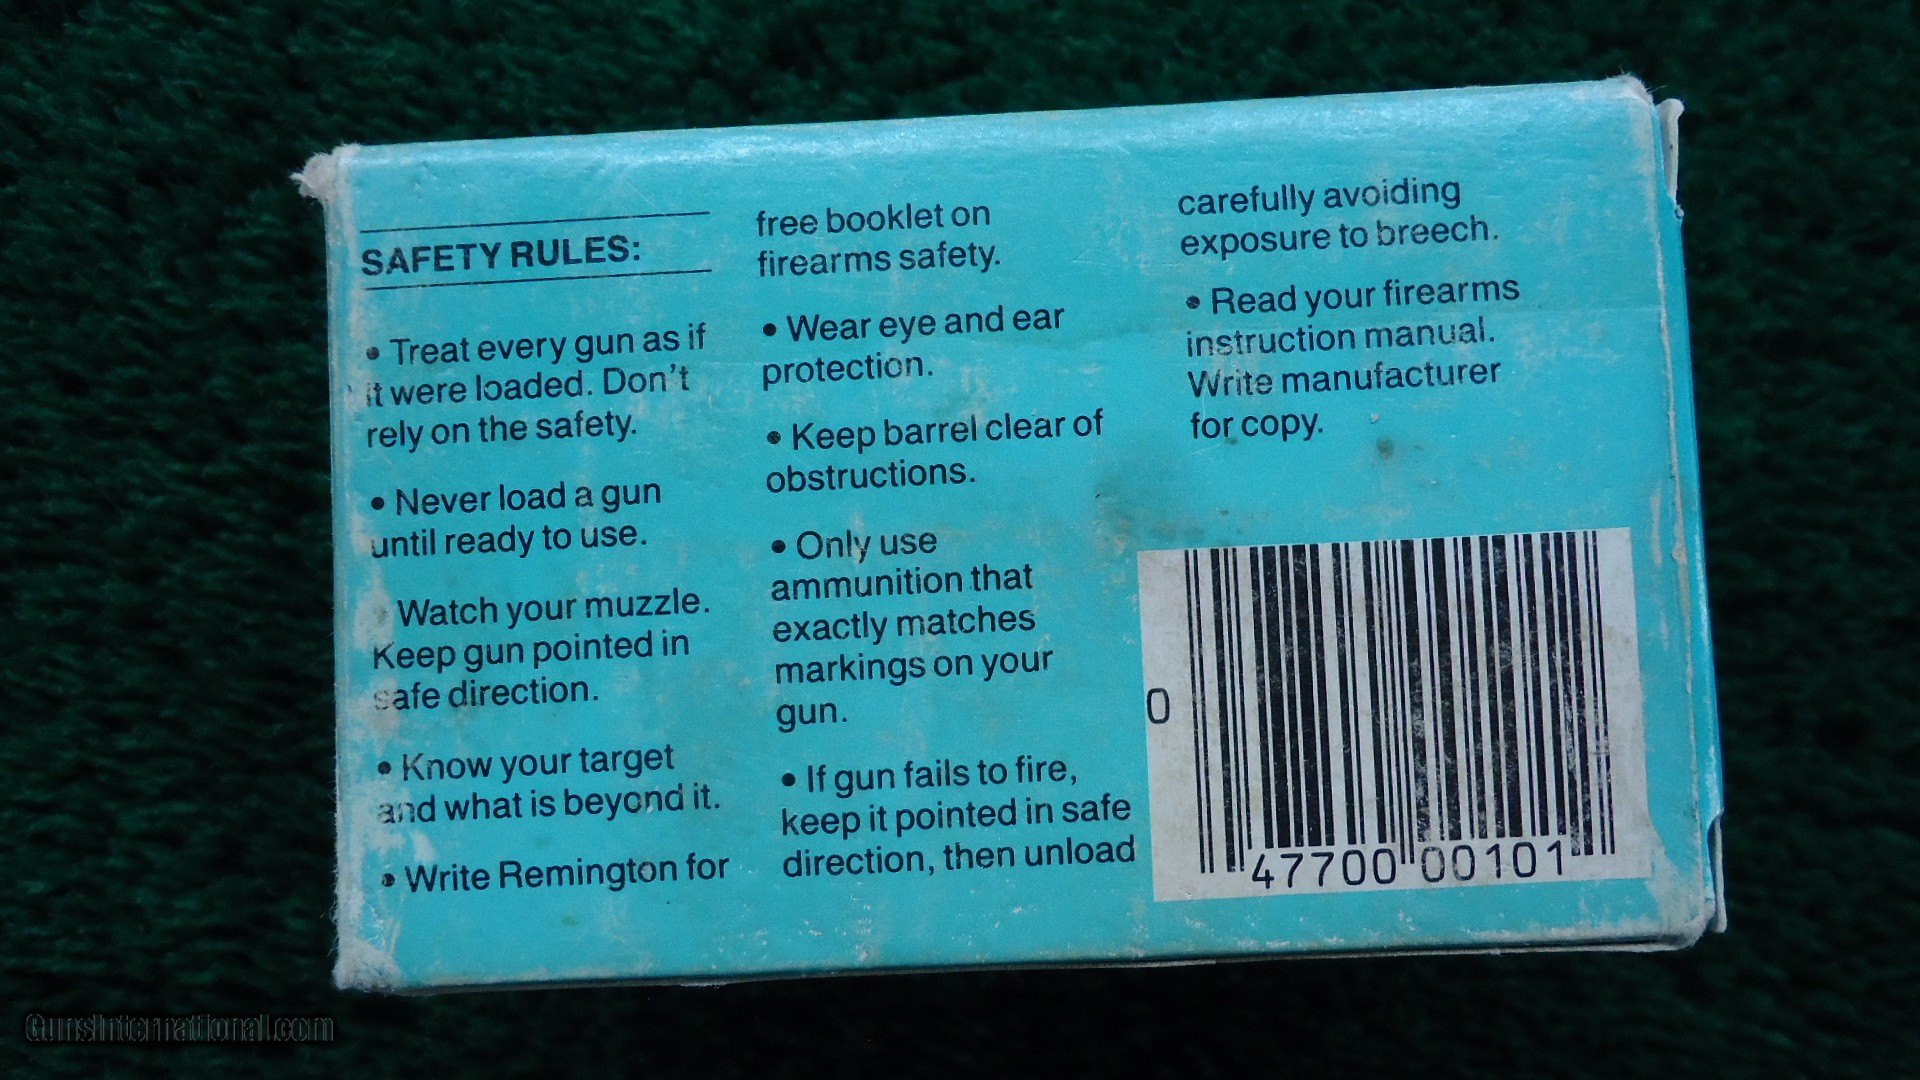 SAFETY RULES:
• Treat every gun as if
it were loaded. Don't
rely on the safety.
• Never load a gun
until ready to use.
• Watch your muzzle.
Keep gun pointed in
safe direction.
• Know your target
and what is beyond it.
• Write Remington for
free booklet on
firearms safety.
• Wear eye and ear
protection.
• Keep barrel clear of
obstructions.
• Only use
ammunition that
exactly matches
markings on your
gun.
• If gun fails to fire,
keep it pointed in safe
direction, then unload
carefully avoiding
exposure to breech.
• Read your firearms
instruction manual.
Write manufacturer
for copy.
0
47700 00101
GunsInternational.com